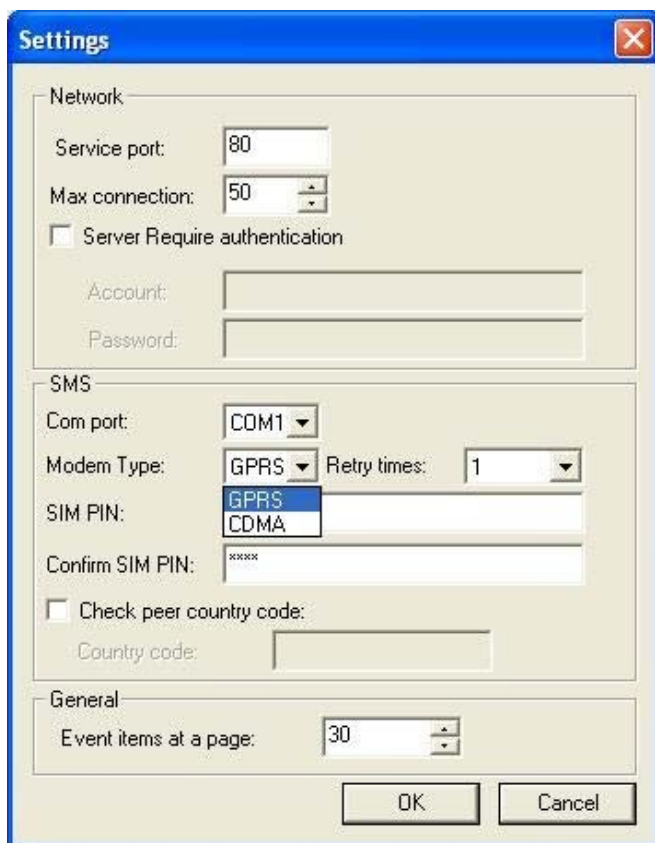 Settings
Network
Service port: 80
Max connection: 50
Server Require authentication
Account:
Password:
SMS
Com port: COM1
Modem Type: GPRS Retry times: 1
GPRS
SIM PIN:
CDMA
Confirm SIM PIN: ****
Check peer country code:
Country code:
General
Event items at a page: 30
OK Cancel